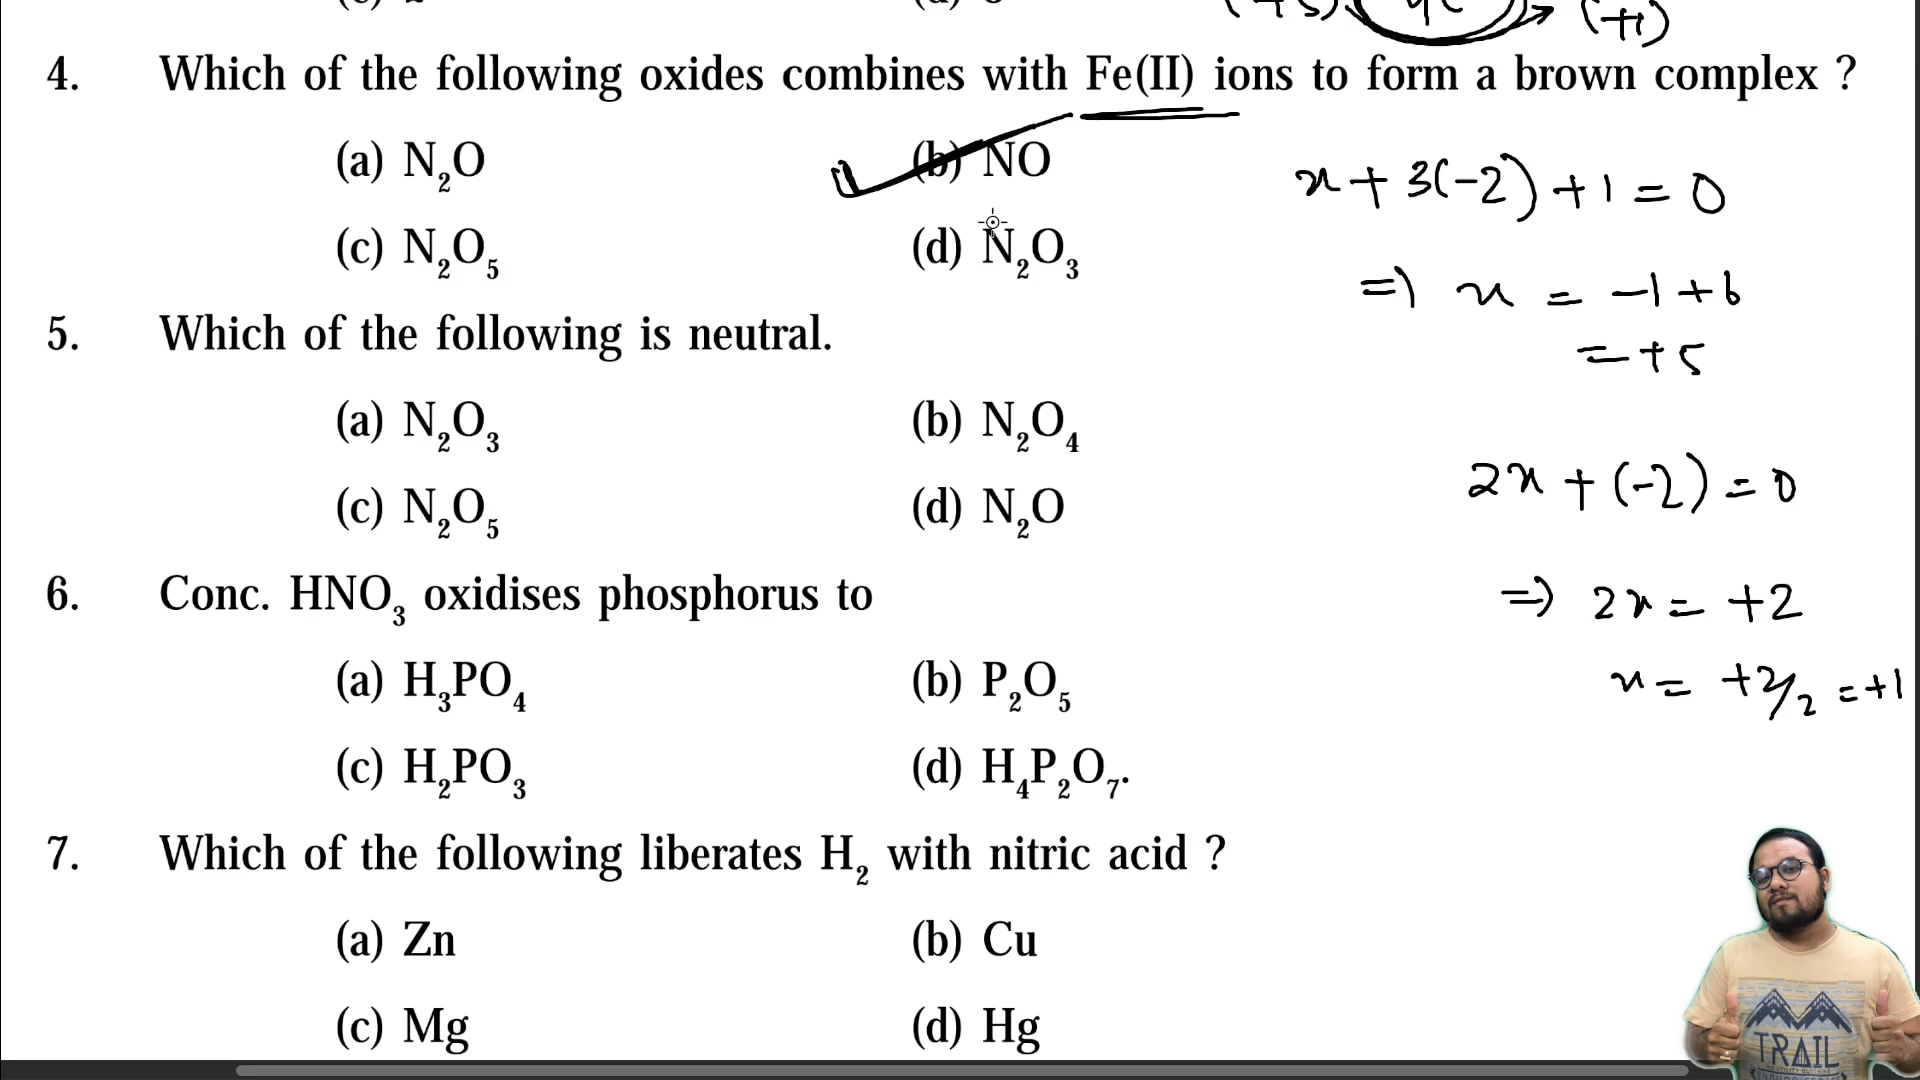 (+5) (+1)
4. Which of the following oxides combines with Fe(II) ions to form a brown complex ?
(a) N₂O (b) NO
(c) N₂O₅ (d) N₂O₃
5. Which of the following is neutral.
(a) N₂O₃ (b) N₂O₄
(c) N₂O₅ (d) N₂O
6. Conc. HNO₃ oxidises phosphorus to
(a) H₃PO₄ (b) P₂O₅
(c) H₂PO₃ (d) H₄P₂O₇.
7. Which of the following liberates H₂ with nitric acid ?
(a) Zn (b) Cu
(c) Mg (d) Hg
x + 3(-2) + 1 = 0
=) x = -1 + 6
= +5
2x + (-2) = 0
=) 2x = +2
x = +2/2 = +1
TRAIL